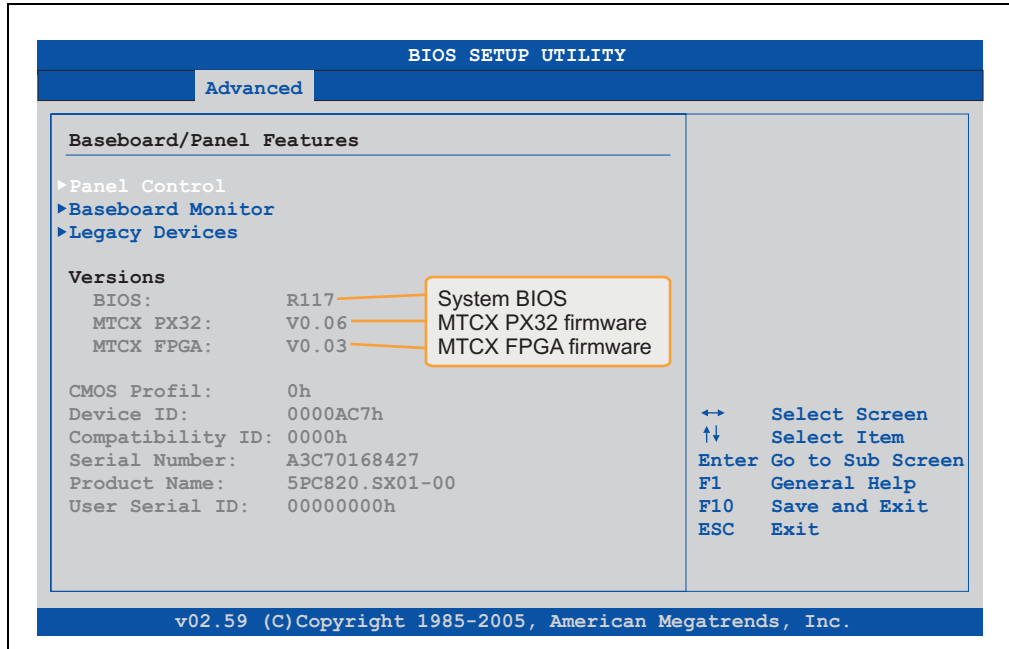 BIOS SETUP UTILITY
Advanced
Baseboard/Panel Features
▶Panel Control
▶Baseboard Monitor
▶Legacy Devices
Versions
BIOS: R117 System BIOS
MTCX PX32: V0.06 MTCX PX32 firmware
MTCX FPGA: V0.03 MTCX FPGA firmware
CMOS Profil: 0h
Device ID: 0000AC7h
Compatibility ID: 0000h
Serial Number: A3C70168427
Product Name: 5PC820.SX01-00
User Serial ID: 00000000h
↔ Select Screen
↑↓ Select Item
Enter Go to Sub Screen
F1 General Help
F10 Save and Exit
ESC Exit
v02.59 (C)Copyright 1985-2005, American Megatrends, Inc.